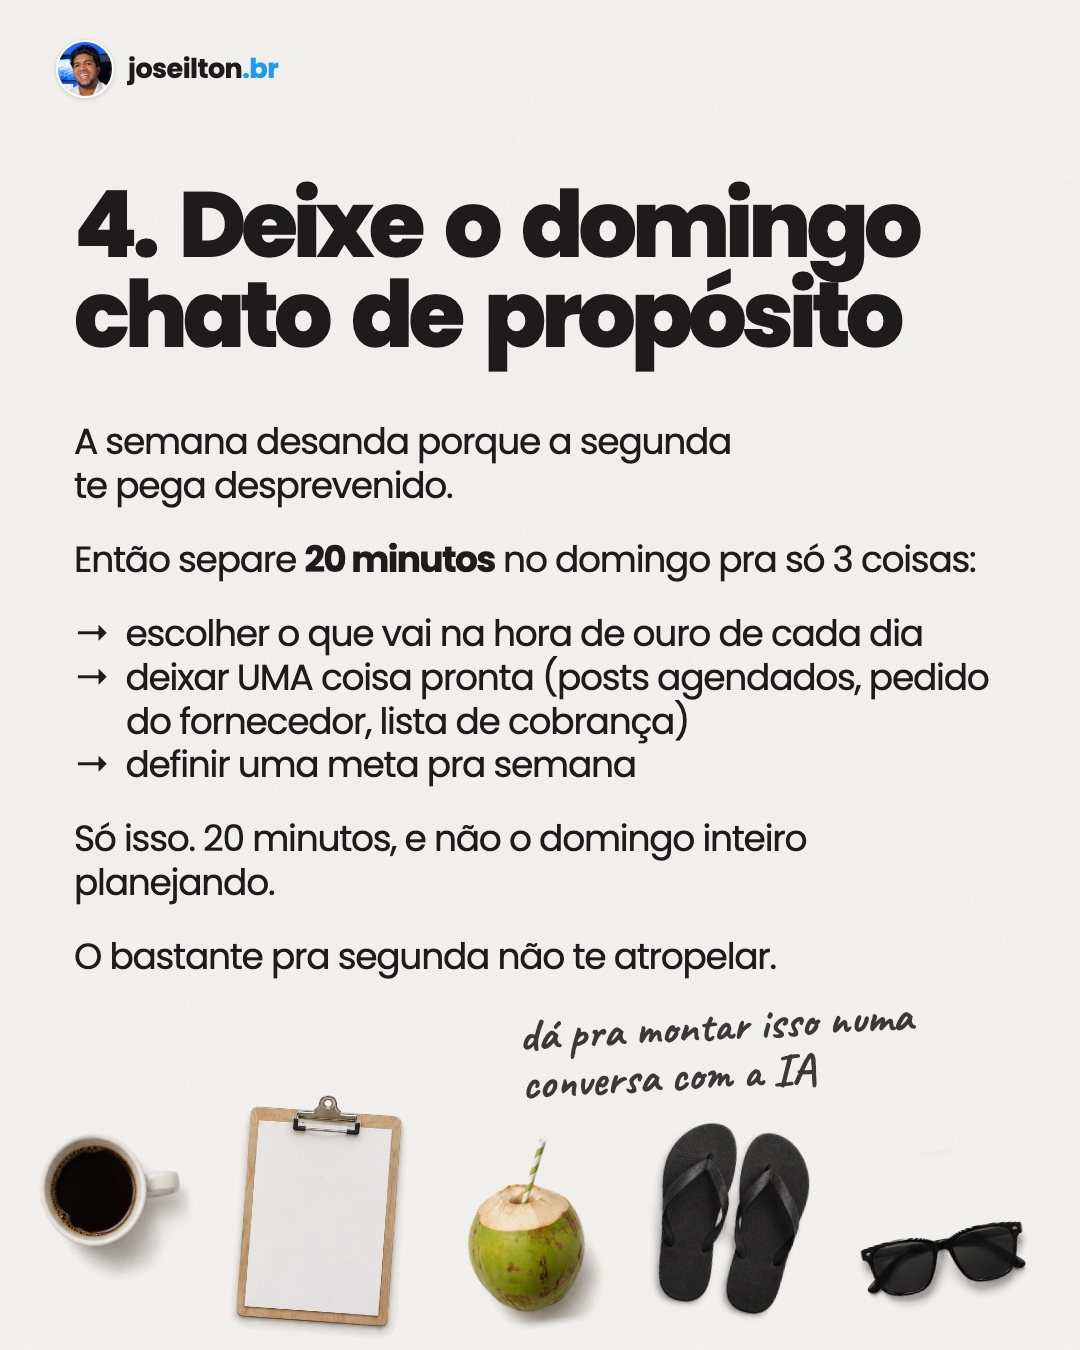 joseilton.br
4. Deixe o domingo
chato de propósito
A semana desanda porque a segunda
te pega desprevenido.
Então separe 20 minutos no domingo pra só 3 coisas:
→ escolher o que vai na hora de ouro de cada dia
→ deixar UMA coisa pronta (posts agendados, pedido
do fornecedor, lista de cobrança)
→ definir uma meta pra semana
Só isso. 20 minutos, e não o domingo inteiro
planejando.
O bastante pra segunda não te atropelar.
dá pra montar isso numa
conversa com a IA